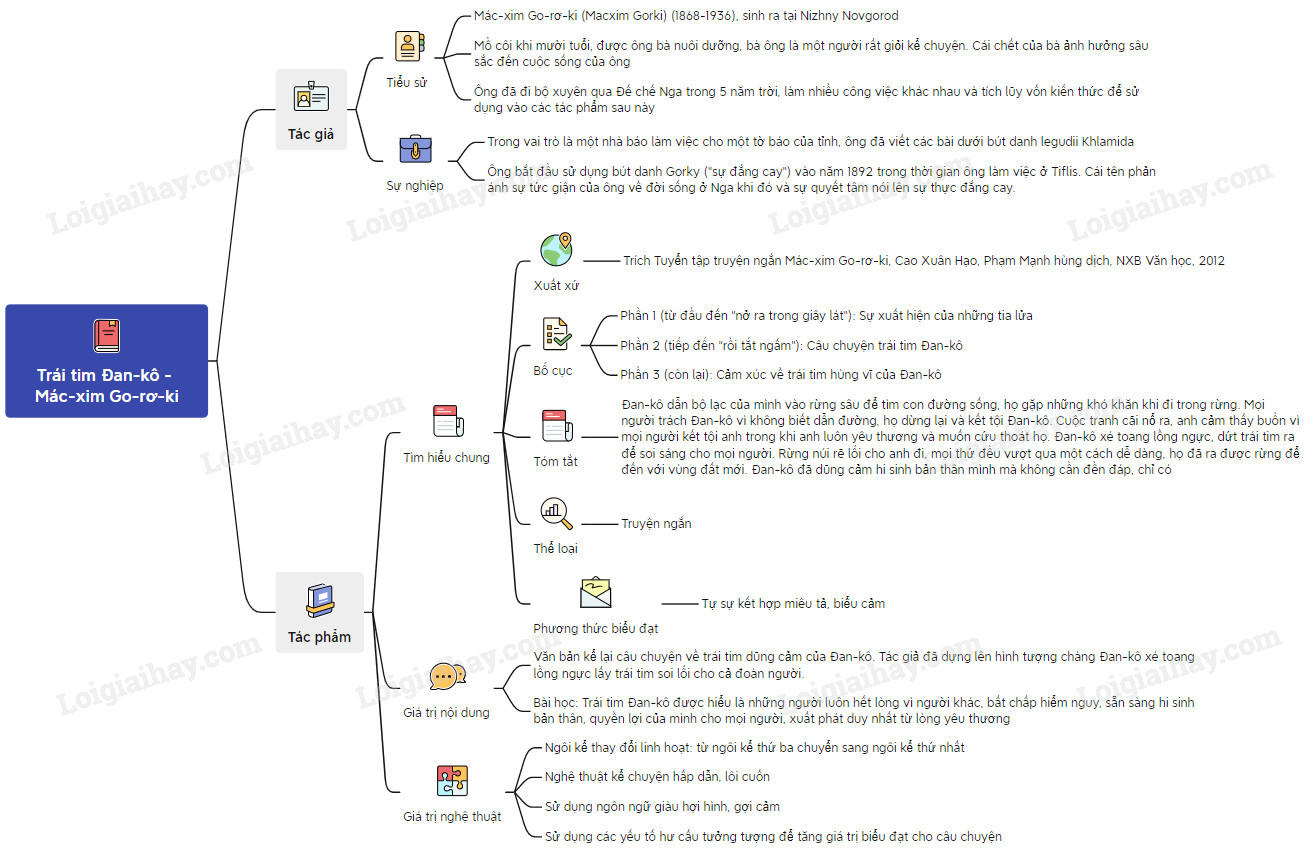 Trái tim Đan-kô -
Mác-xim Go-rơ-ki
Tác giả
Tiểu sử
Mác-xim Go-rơ-ki (Macxim Gorki) (1868-1936), sinh ra tại Nizhny Novgorod
Mồ côi khi mười tuổi, được ông bà nuôi dưỡng, bà ông là một người rất giỏi kể chuyện. Cái chết của bà ảnh hưởng sâu
sắc đến cuộc sống của ông
Ông đã đi bộ xuyên qua Đế chế Nga trong 5 năm trời, làm nhiều công việc khác nhau và tích lũy vốn kiến thức để sử
dụng vào các tác phẩm sau này
Sự nghiệp
Trong vai trò là một nhà báo làm việc cho một tờ báo của tỉnh, ông đã viết các bài dưới bút danh Iegudii Khlamida
Ông bắt đầu sử dụng bút danh Gorky ("sự đắng cay") vào năm 1892 trong thời gian ông làm việc ở Tiflis. Cái tên phản
ánh sự tức giận của ông về đời sống ở Nga khi đó và sự quyết tâm nói lên sự thực đắng cay.
Tác phẩm
Tìm hiểu chung
Xuất xứ
Trích Tuyển tập truyện ngắn Mác-xim Go-rơ-ki, Cao Xuân Hạo, Phạm Mạnh hùng dịch, NXB Văn học, 2012
Bố cục
Phần 1 (từ đầu đến "nở ra trong giây lát"): Sự xuất hiện của những tia lửa
Phần 2 (tiếp đến "rồi tắt ngấm"): Câu chuyện trái tim Đan-kô
Phần 3 (còn lại): Cảm xúc về trái tim hùng vĩ của Đan-kô
Tóm tắt
Đan-kô dẫn bộ lạc của mình vào rừng sâu để tìm con đường sống, họ gặp những khó khăn khi đi trong rừng. Mọi
người trách Đan-kô vì không biết dẫn đường, họ dừng lại và kết tội Đan-kô. Cuộc tranh cãi nổ ra, anh cảm thấy buồn vì
mọi người kết tội anh trong khi anh luôn yêu thương và muốn cứu thoát họ. Đan-kô xé toang lồng ngực, dứt trái tim ra
để soi sáng cho mọi người. Rừng núi rẽ lối cho anh đi, mọi thứ đều vượt qua một cách dễ dàng, họ đã ra được rừng để
đến với vùng đất mới. Đan-kô đã dũng cảm hi sinh bản thân mình mà không cần đền đáp, chỉ có
Thể loại
Truyện ngắn
Phương thức biểu đạt
Tự sự kết hợp miêu tả, biểu cảm
Giá trị nội dung
Văn bản kể lại câu chuyện về trái tim dũng cảm của Đan-kô. Tác giả đã dựng lên hình tượng chàng Đan-kô xé toang
lòng ngực lấy trái tim soi lối cho cả đoàn người.
Bài học: Trái tim Đan-kô được hiểu là những người luôn hết lòng vì người khác, bất chấp hiểm nguy, sẵn sàng hi sinh
bản thân, quyền lợi của mình cho mọi người, xuất phát duy nhất từ lòng yêu thương
Giá trị nghệ thuật
Ngôi kể thay đổi linh hoạt: từ ngôi kể thứ ba chuyển sang ngôi kể thứ nhất
Nghệ thuật kể chuyện hấp dẫn, lôi cuốn
Sử dụng ngôn ngữ giàu hợi hình, gợi cảm
Sử dụng các yếu tố hư cấu tưởng tượng để tăng giá trị biểu đạt cho câu chuyện
Loigiaihay.com
Loigiaihay.com
Loigiaihay.com
Loigiaihay.com
Loigiaihay.com
Loigiaihay.com
Loigiaihay.com
Loigiaihay.com
Loigiaihay.com
Loigiaihay.com
Loigiaihay.com